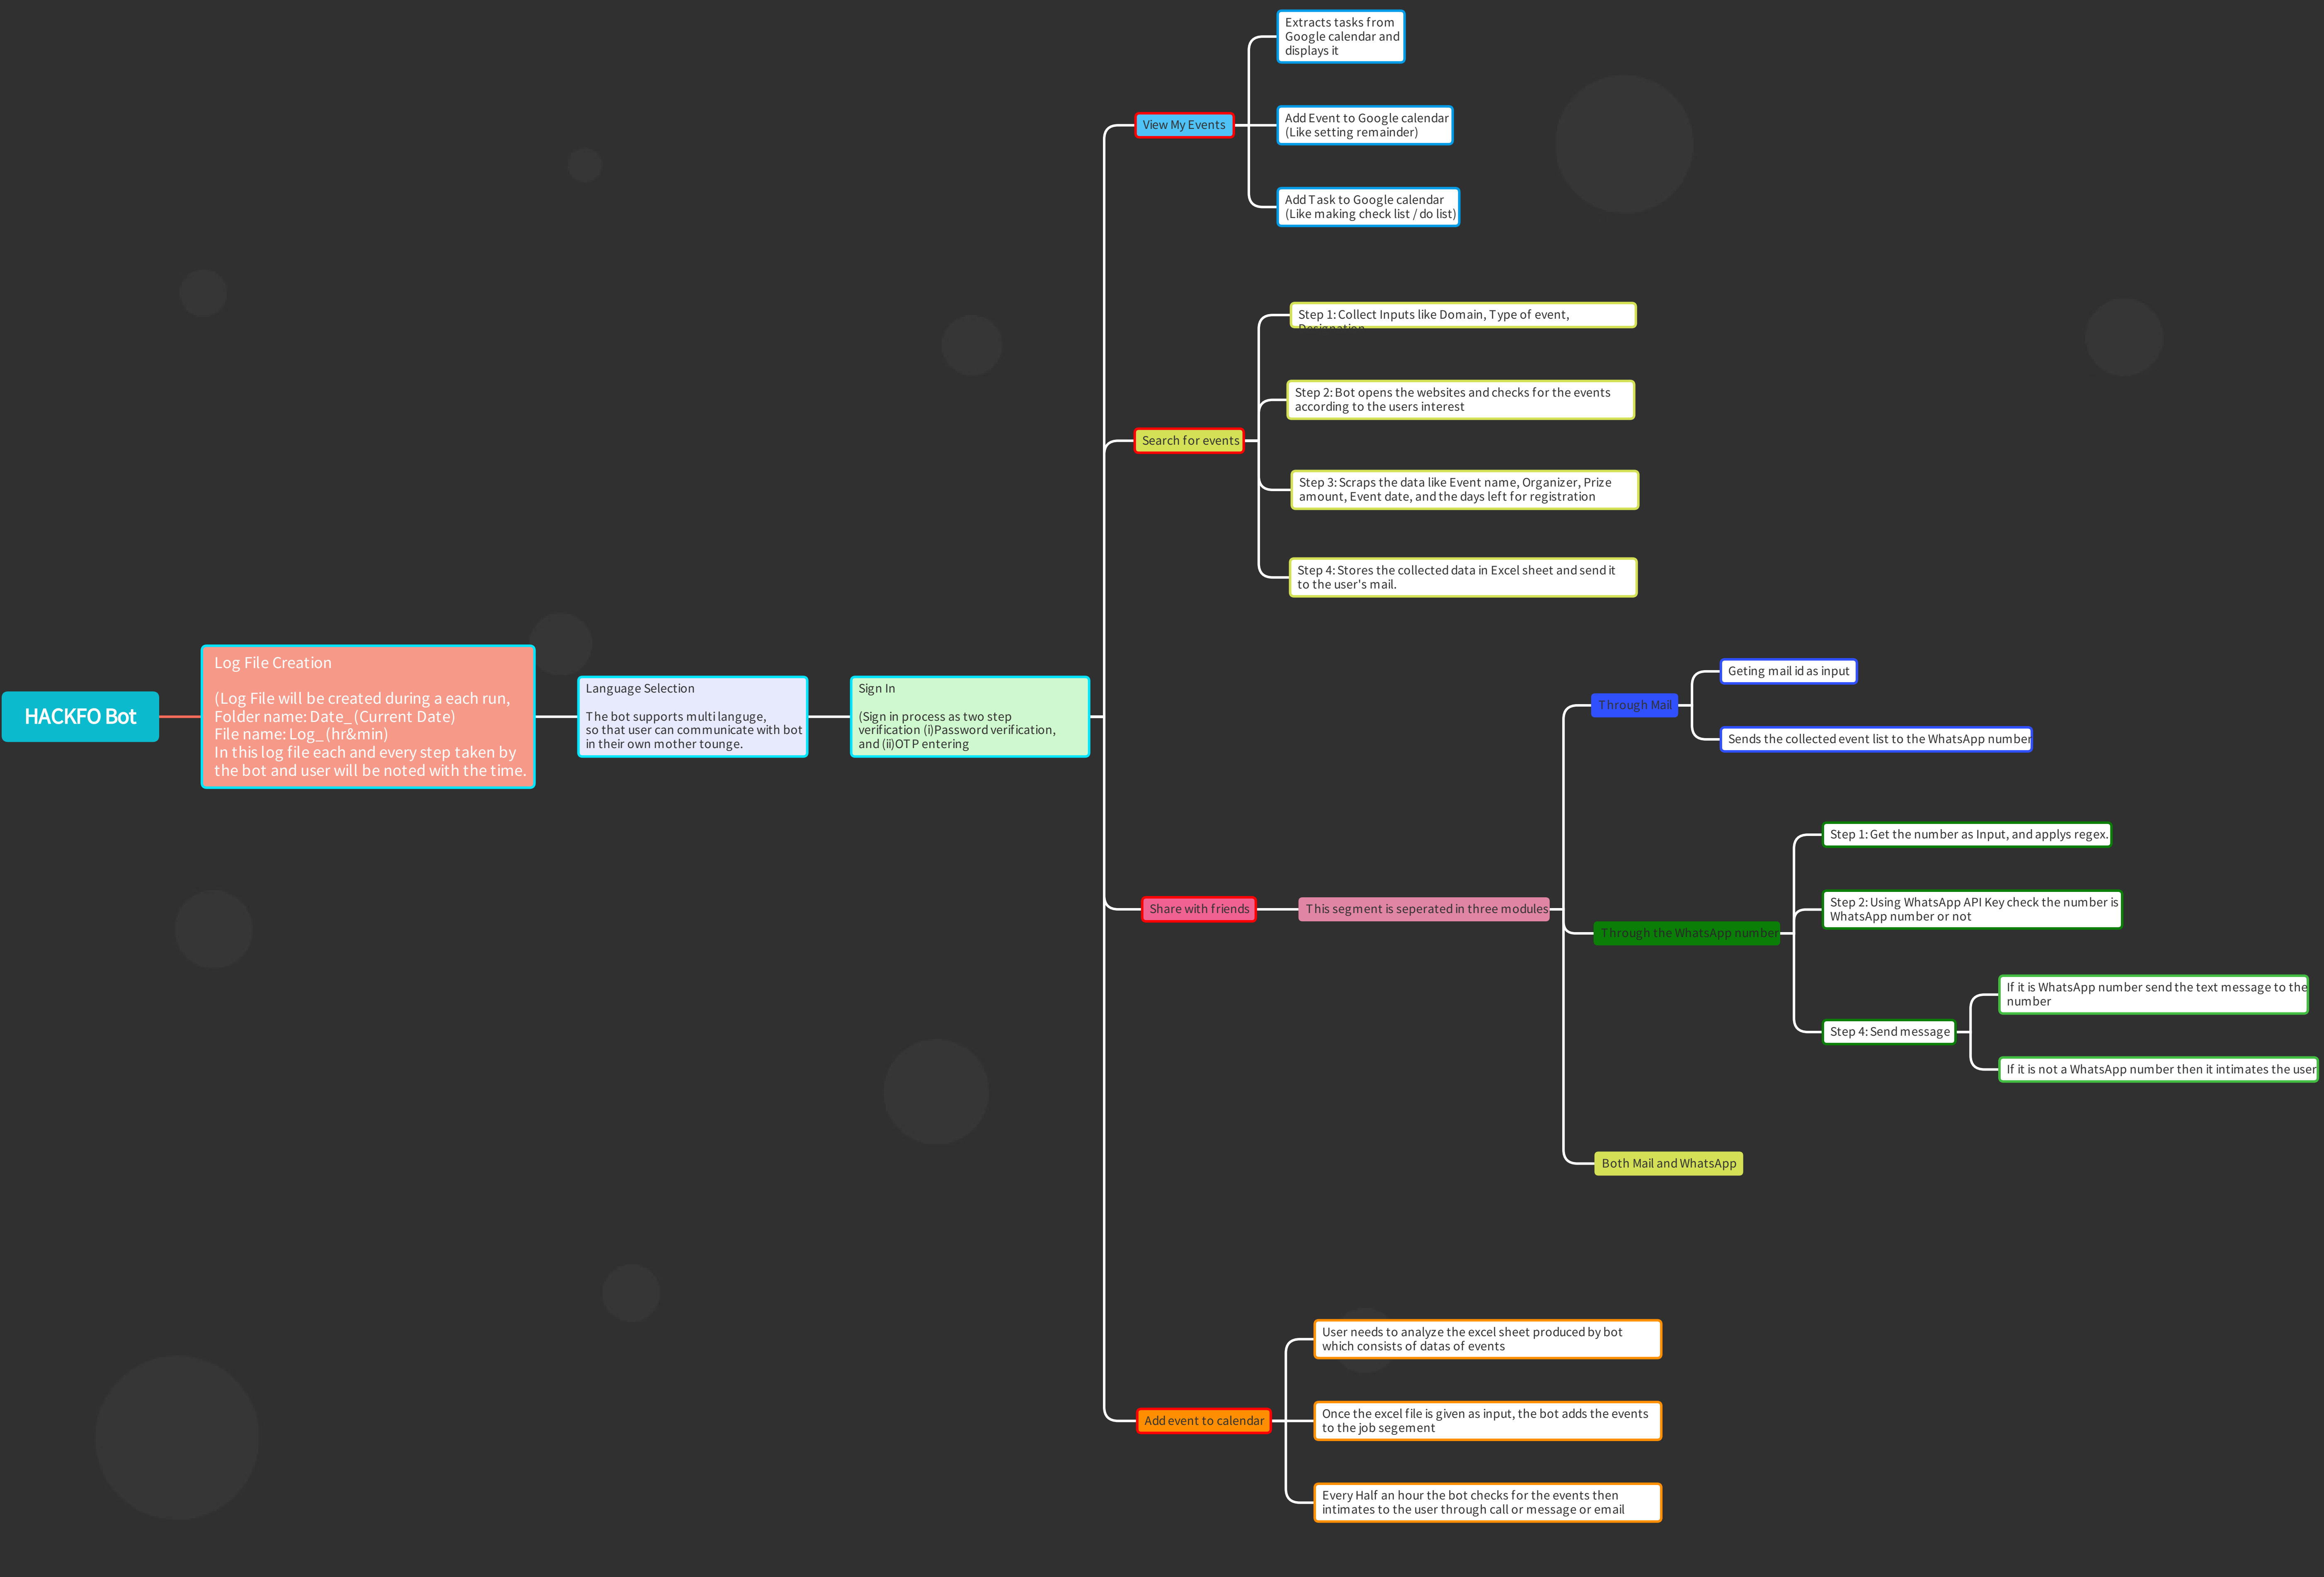 HACKFO Bot
Log File Creation
(Log File will be created during a each run,
Folder name: Date_(Current Date)
File name: Log_(hr&min)
In this log file each and every step taken by
the bot and user will be noted with the time.
Language Selection
The bot supports multi languge,
so that user can communicate with bot
in their own mother tounge.
Sign In
(Sign in process as two step
verification (i)Password verification,
and (ii)OTP entering
View My Events
Extracts tasks from
Google calendar and
displays it
Add Event to Google calendar
(Like setting remainder)
Add Task to Google calendar
(Like making check list / do list)
Search for events
Step 1: Collect Inputs like Domain, Type of event,
Designation
Step 2: Bot opens the websites and checks for the events
according to the users interest
Step 3: Scraps the data like Event name, Organizer, Prize
amount, Event date, and the days left for registration
Step 4: Stores the collected data in Excel sheet and send it
to the user's mail.
Share with friends
This segment is seperated in three modules
Through Mail
Geting mail id as input
Sends the collected event list to the WhatsApp number
Through the WhatsApp number
Step 1: Get the number as Input, and applys regex.
Step 2: Using WhatsApp API Key check the number is
WhatsApp number or not
Step 4: Send message
If it is WhatsApp number send the text message to the
number
If it is not a WhatsApp number then it intimates the user
Both Mail and WhatsApp
Add event to calendar
User needs to analyze the excel sheet produced by bot
which consists of datas of events
Once the excel file is given as input, the bot adds the events
to the job segement
Every Half an hour the bot checks for the events then
intimates to the user through call or message or email